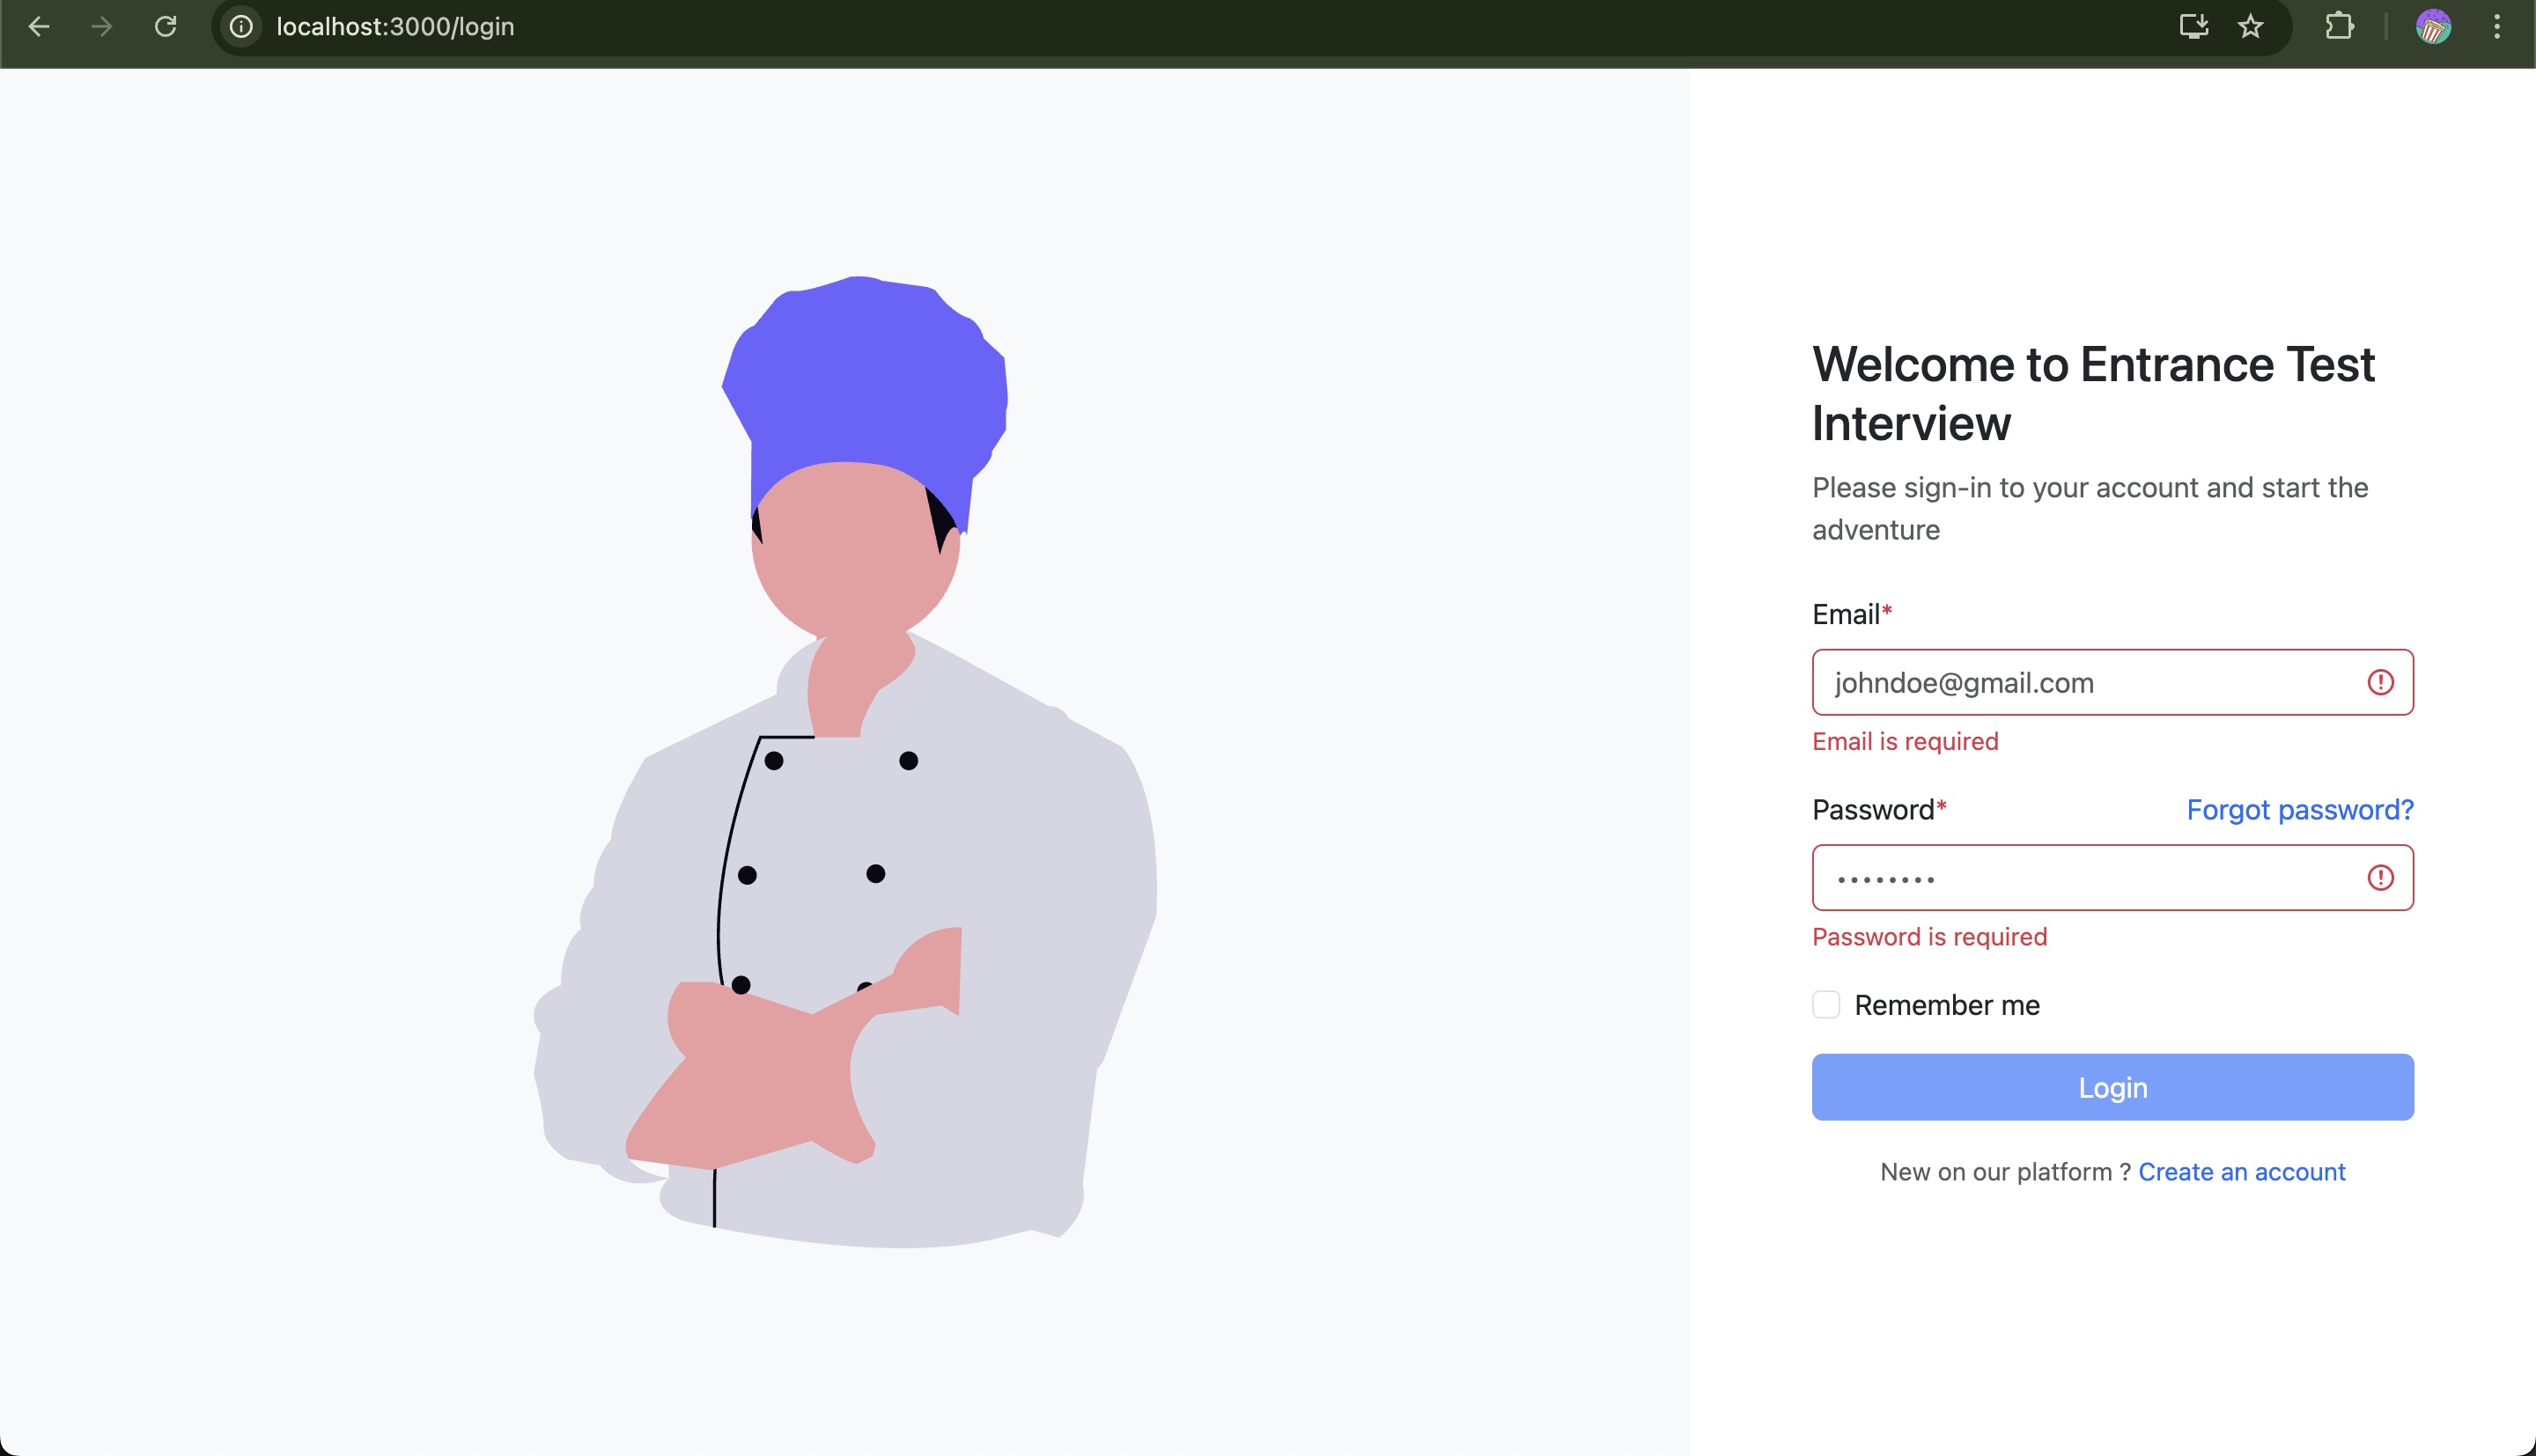 localhost:3000/login
Welcome to Entrance Test
Interview
Please sign-in to your account and start the
adventure
Email*
johndoe@gmail.com
Email is required
Password* Forgot password?
••••••••
Password is required
Remember me
Login
New on our platform ? Create an account